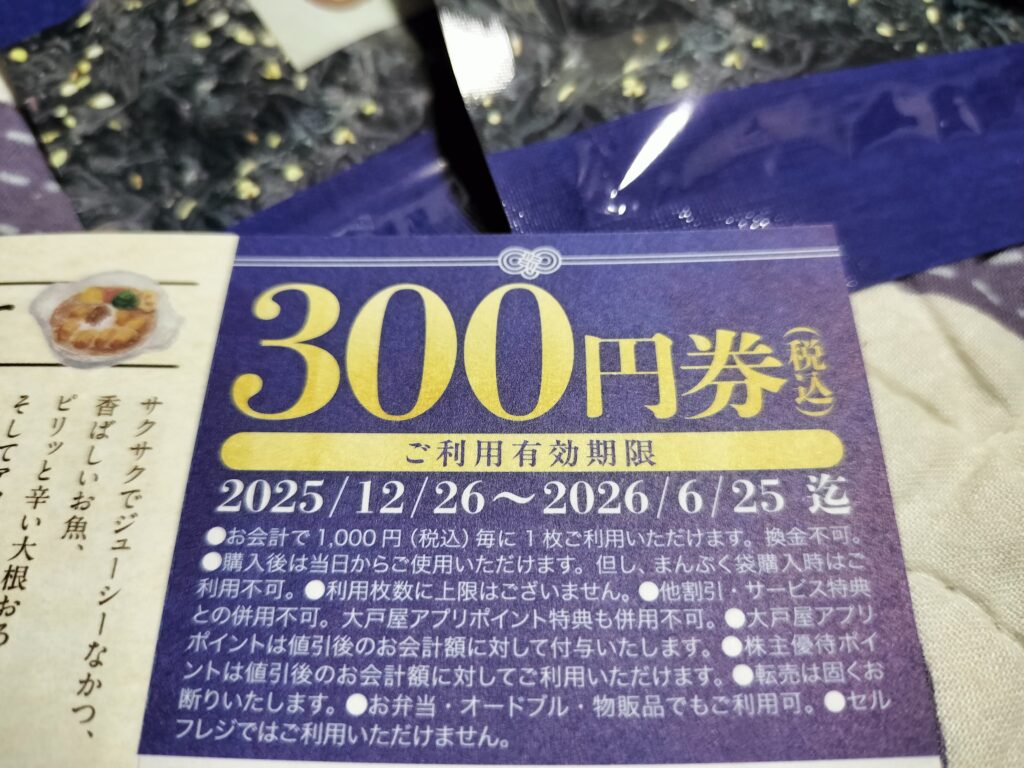 300円券(税込)
ご利用有効期限
2025/12/26〜2026/6/25 迄
●お会計で1,000円(税込)毎に1枚ご利用いただけます。換金不可。
●購入後は当日からご使用いただけます。但し、まんぷく袋購入時はご
利用不可。●利用枚数に上限はございません。●他割引・サービス特典
との併用不可。大戸屋アプリポイント特典も併用不可。●大戸屋アプリ
ポイントは値引後のお会計額に対して付与いたします。●株主優待ポイ
ントは値引後のお会計額に対してご利用いただけます。●転売は固くお
断りいたします。●お弁当・オードブル・物販品でもご利用可。●セル
フレジではご利用いただけません。
サクサクでジューシーなかつ、
香ばしいお魚、
ピリッと辛い大根おろ
そして